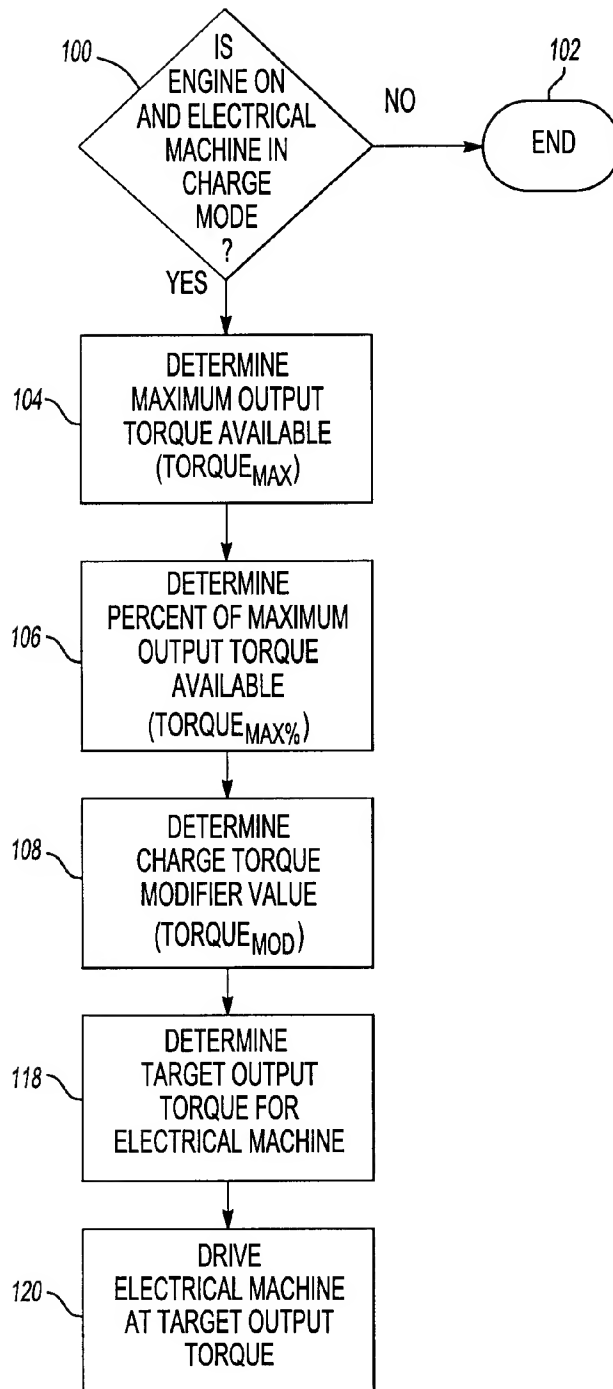 100
IS
ENGINE ON
AND ELECTRICAL
MACHINE IN
CHARGE
MODE
?
NO
102
END
YES
104
DETERMINE
MAXIMUM OUTPUT
TORQUE AVAILABLE
(TORQUEMAX)
106
DETERMINE
PERCENT OF MAXIMUM
OUTPUT TORQUE
AVAILABLE
(TORQUEMAX%)
108
DETERMINE
CHARGE TORQUE
MODIFIER VALUE
(TORQUEMOD)
118
DETERMINE
TARGET OUTPUT
TORQUE FOR
ELECTRICAL MACHINE
120
DRIVE
ELECTRICAL MACHINE
AT TARGET OUTPUT
TORQUE